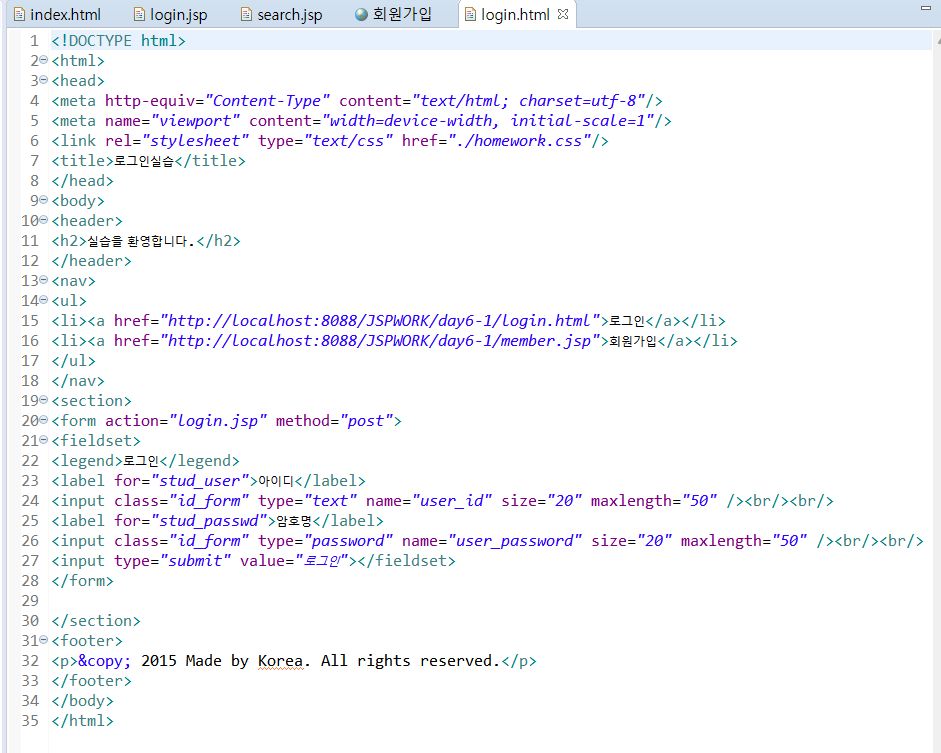 index.html login.jsp search.jsp 회원가입 login.html
1 <!DOCTYPE html>
2 <html>
3 <head>
4 <meta http-equiv="Content-Type" content="text/html; charset=utf-8"/>
5 <meta name="viewport" content="width=device-width, initial-scale=1"/>
6 <link rel="stylesheet" type="text/css" href="./homework.css"/>
7 <title>로그인실습</title>
8 </head>
9 <body>
10 <header>
11 <h2>실습을 환영합니다.</h2>
12 </header>
13 <nav>
14 <ul>
15 <li><a href="http://localhost:8088/JSPWORK/day6-1/login.html">로그인</a></li>
16 <li><a href="http://localhost:8088/JSPWORK/day6-1/member.jsp">회원가입</a></li>
17 </ul>
18 </nav>
19 <section>
20 <form action="login.jsp" method="post">
21 <fieldset>
22 <legend>로그인</legend>
23 <label for="stud_user">아이디</label>
24 <input class="id_form" type="text" name="user_id" size="20" maxlength="50" /><br/><br/>
25 <label for="stud_passwd">암호명</label>
26 <input class="id_form" type="password" name="user_password" size="20" maxlength="50" /><br/><br/>
27 <input type="submit" value="로그인"></fieldset>
28 </form>
29
30 </section>
31 <footer>
32 <p>&copy; 2015 Made by Korea. All rights reserved.</p>
33 </footer>
34 </body>
35 </html>